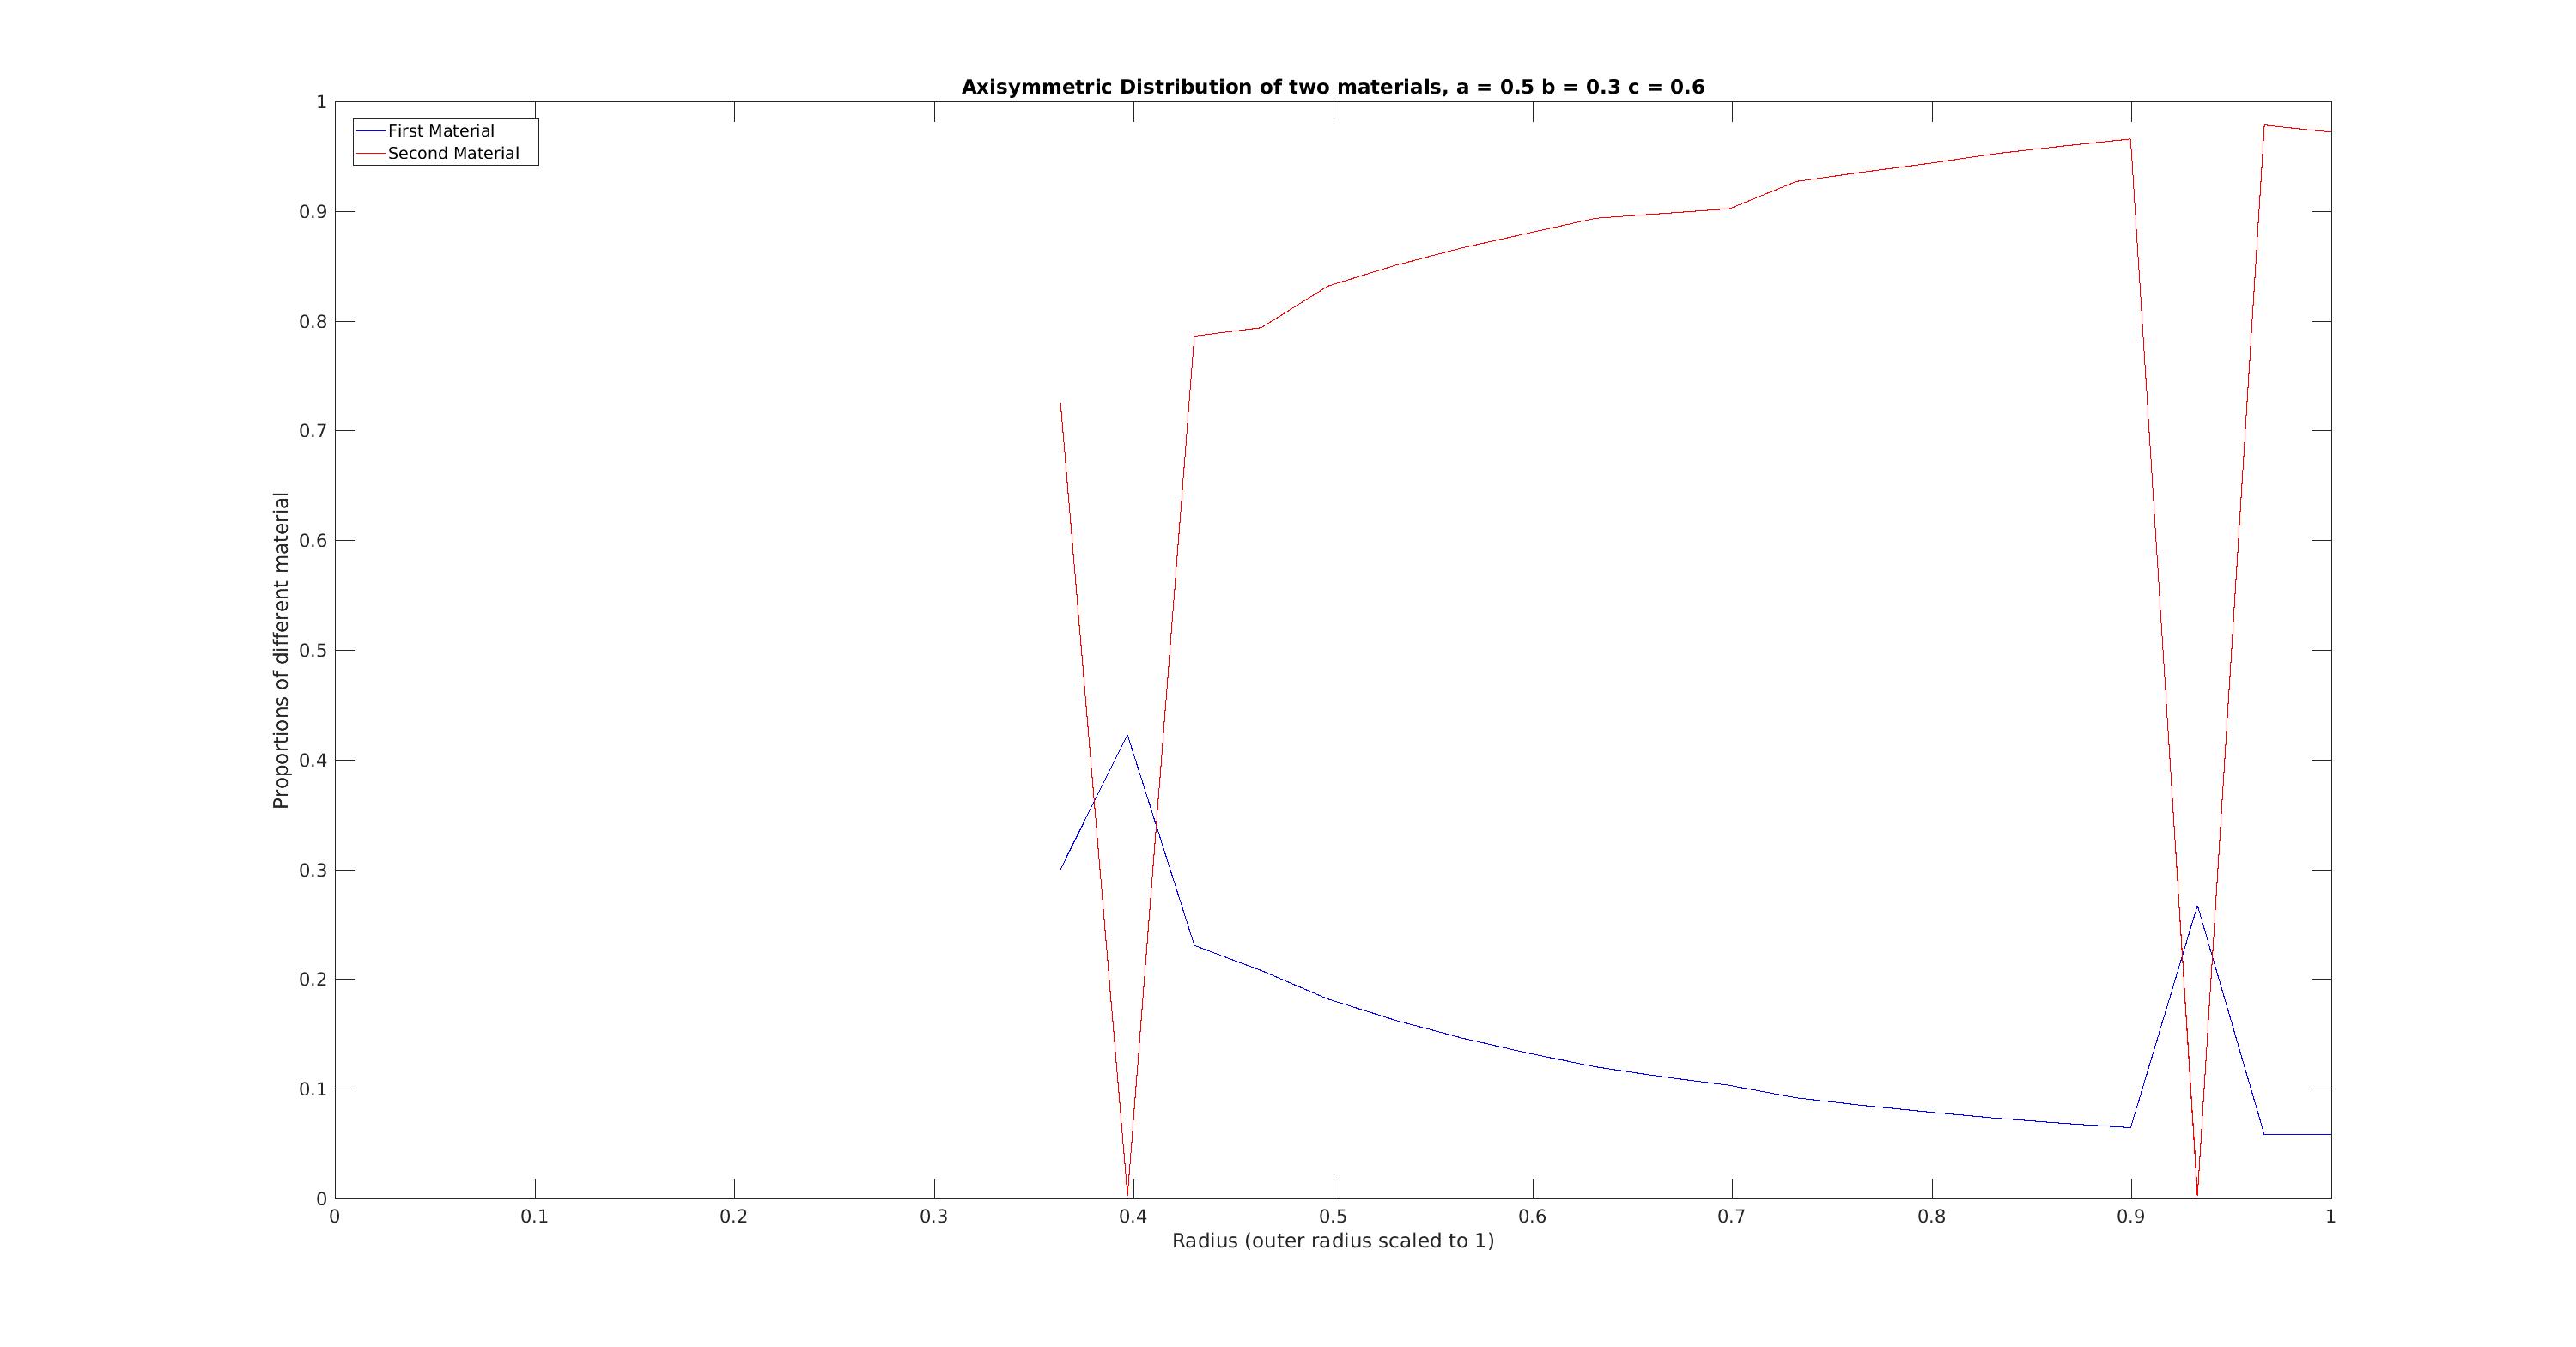 Axisymmetric Distribution of two materials, a = 0.5 b = 0.3 c = 0.6
First Material
Second Material
1
0.9
0.8
0.7
0.6
0.5
0.4
0.3
0.2
0.1
0
Proportions of different material
0 0.1 0.2 0.3 0.4 0.5 0.6 0.7 0.8 0.9 1
Radius (outer radius scaled to 1)